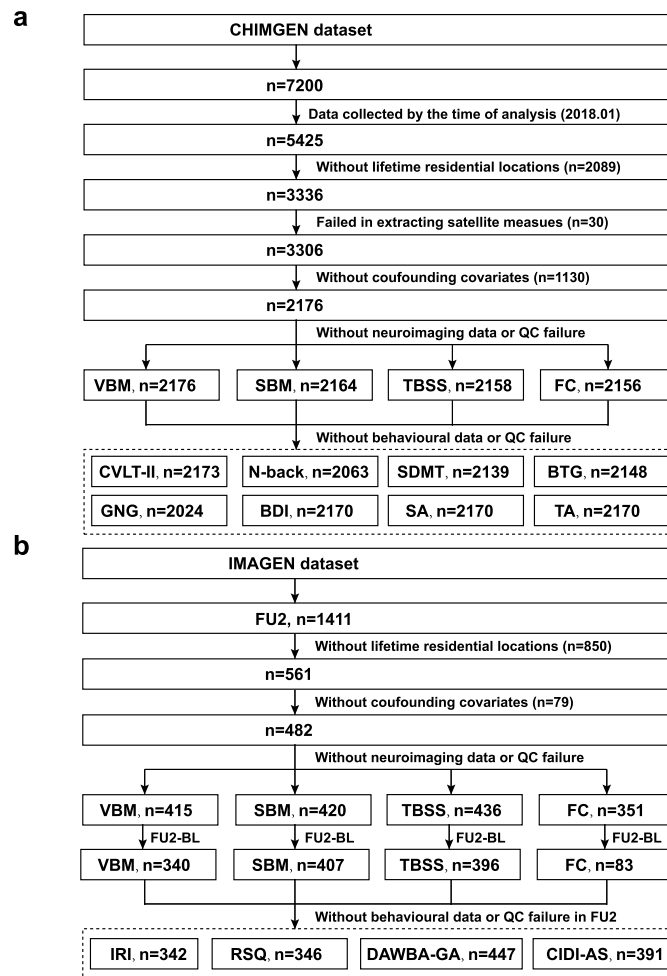 a
CHIMGEN dataset
n=7200
Data collected by the time of analysis (2018.01)
n=5425
Without lifetime residential locations (n=2089)
n=3336
Failed in extracting satellite measues (n=30)
n=3306
Without coufounding covariates (n=1130)
n=2176
Without neuroimaging data or QC failure
VBM, n=2176 SBM, n=2164 TBSS, n=2158 FC, n=2156
Without behavioural data or QC failure
CVLT-II, n=2173 N-back, n=2063 SDMT, n=2139 BTG, n=2148
GNG, n=2024 BDI, n=2170 SA, n=2170 TA, n=2170
b
IMAGEN dataset
FU2, n=1411
Without lifetime residential locations (n=850)
n=561
Without coufounding covariates (n=79)
n=482
Without neuroimaging data or QC failure
VBM, n=415 SBM, n=420 TBSS, n=436 FC, n=351
FU2-BL FU2-BL FU2-BL FU2-BL
VBM, n=340 SBM, n=407 TBSS, n=396 FC, n=83
Without behavioural data or QC failure in FU2
IRI, n=342 RSQ, n=346 DAWBA-GA, n=447 CIDI-AS, n=391